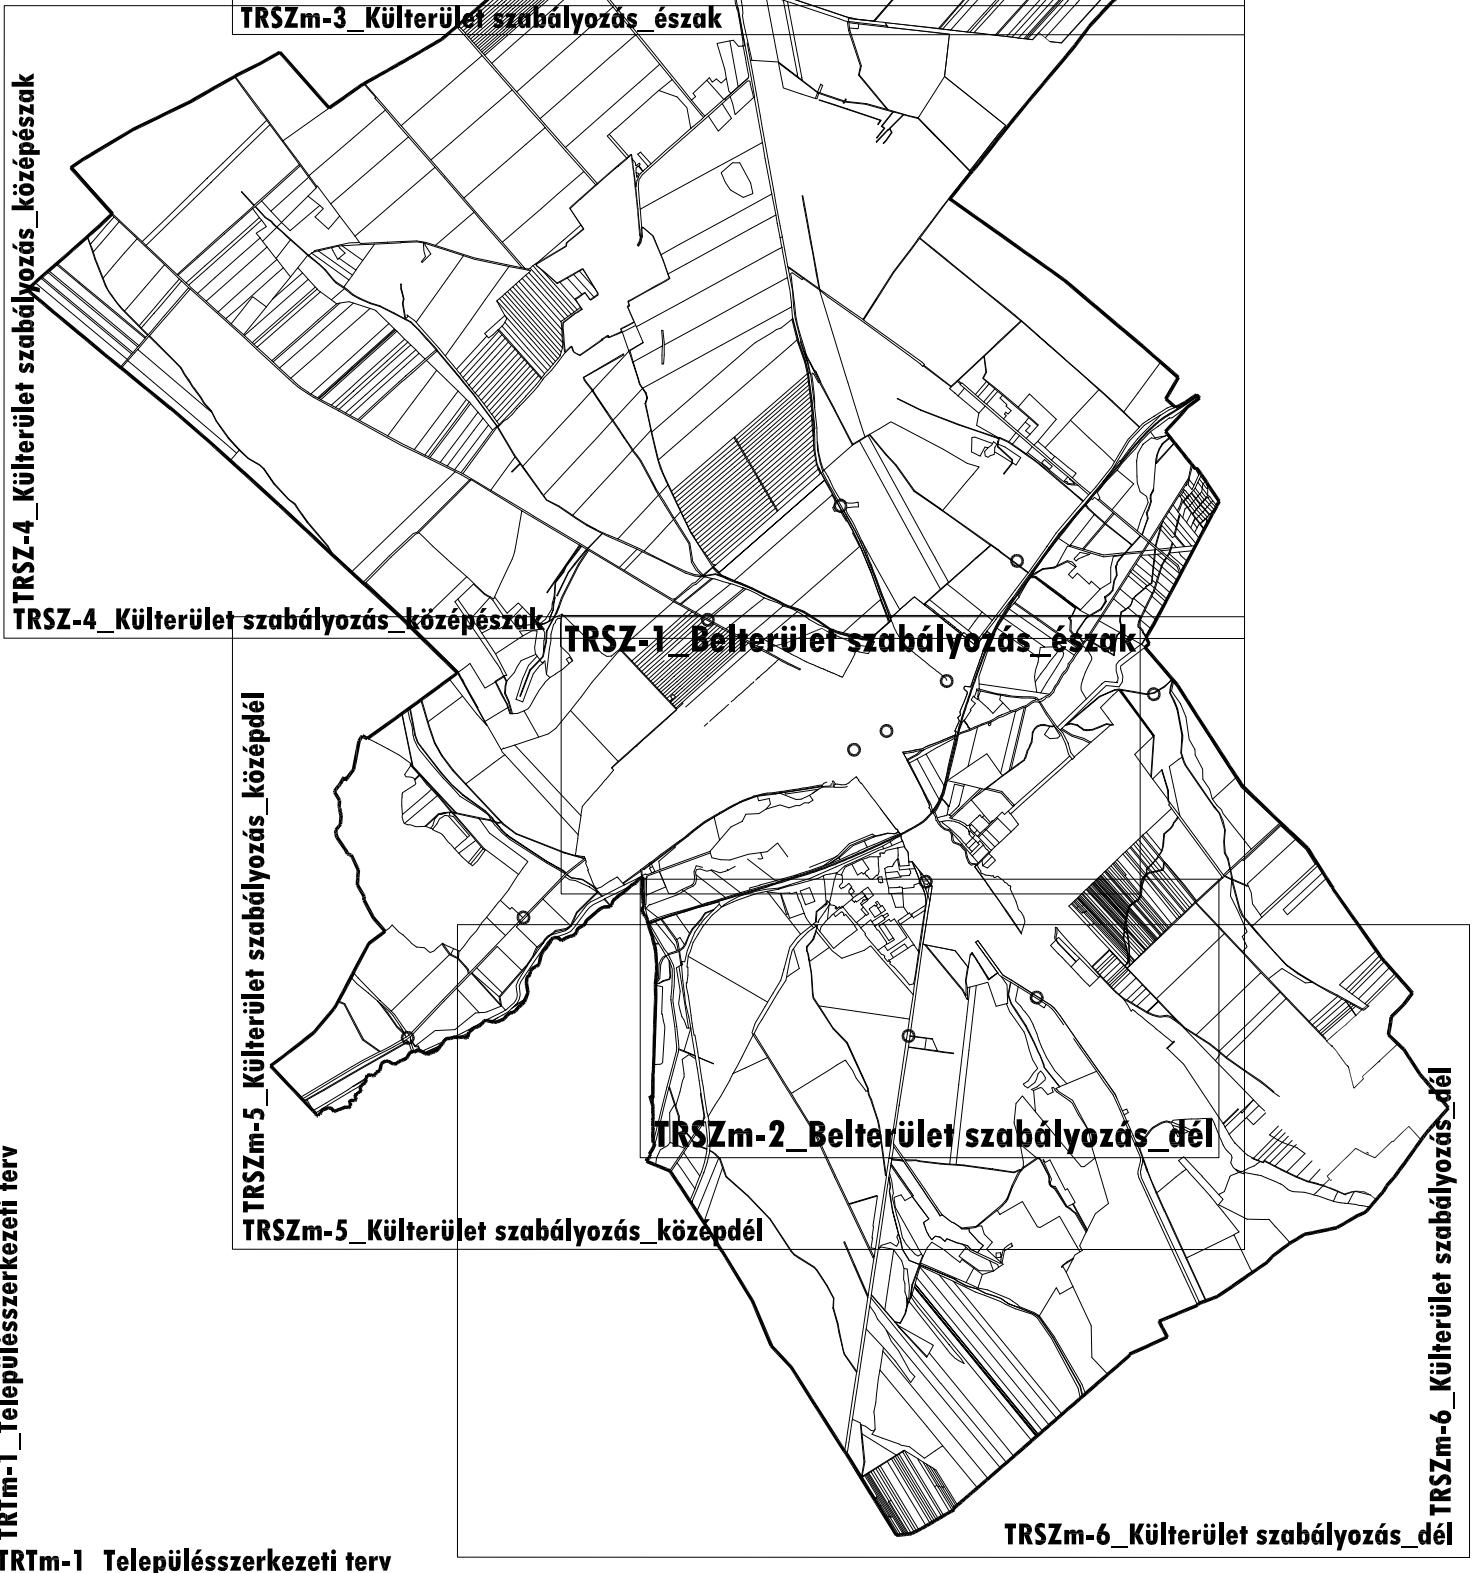 TRSZm-3_Külterület szabályozás_észak
TRSZ-4_Külterület szabályozás_középészak
TRSZ-4_Külterület szabályozás_középészak
TRSZ-1_Belterület szabályozás_észak
TRSZm-5_Külterület szabályozás_középdél
TRSZm-2_Belterület szabályozás_dél
TRSZm-5_Külterület szabályozás_középdél
TRSZm-6_Külterület szabályozás_dél
TRSZm-6_Külterület szabályozás_dél
TRTm-1_Településszerkezeti terv
TRTm-1_Településszerkezeti terv